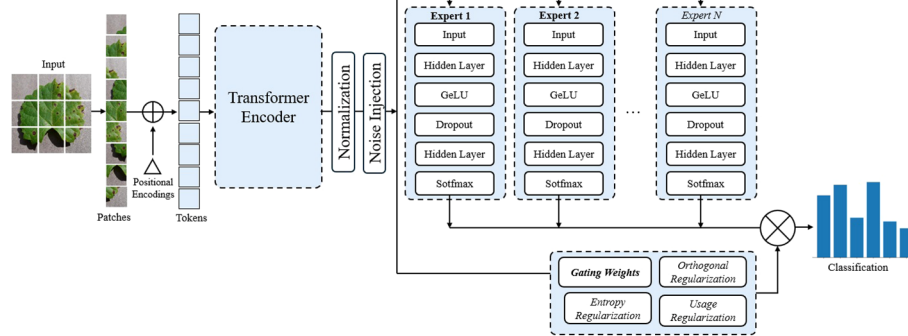 Input
Patches
Positional
Encodings
Tokens
Transformer
Encoder
Normalization
Noise Injection
Expert 1
Input
Hidden Layer
GeLU
Dropout
Hidden Layer
Sotfmax
Expert 2
Input
Hidden Layer
GeLU
Dropout
Hidden Layer
Sotfmax
...
Expert N
Input
Hidden Layer
GeLU
Dropout
Hidden Layer
Sotfmax
Gating Weights
Orthogonal
Regularization
Entropy
Regularization
Usage
Regularization
Classification